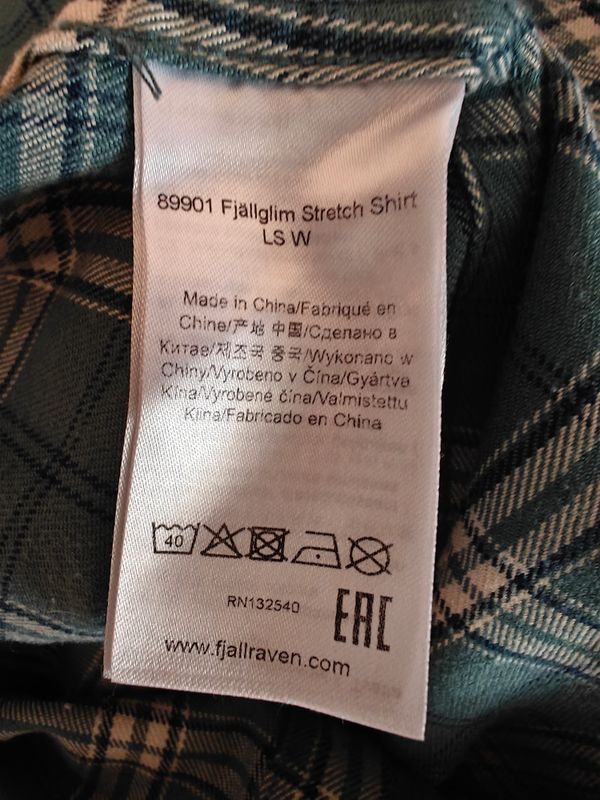 89901 Fjällglim Stretch Shirt
LS W
Made in China/Fabriqué en
Chine/产地 中国/Сделано в
Китае/제조국 중국/Wykonano w
Chiny/Vyrobeno v Čína/Gyártva
Kína/Vyrobené čína/Valmistettu
Kiina/Fabricado en China
40
RN132540
EAC
www.fjallraven.com